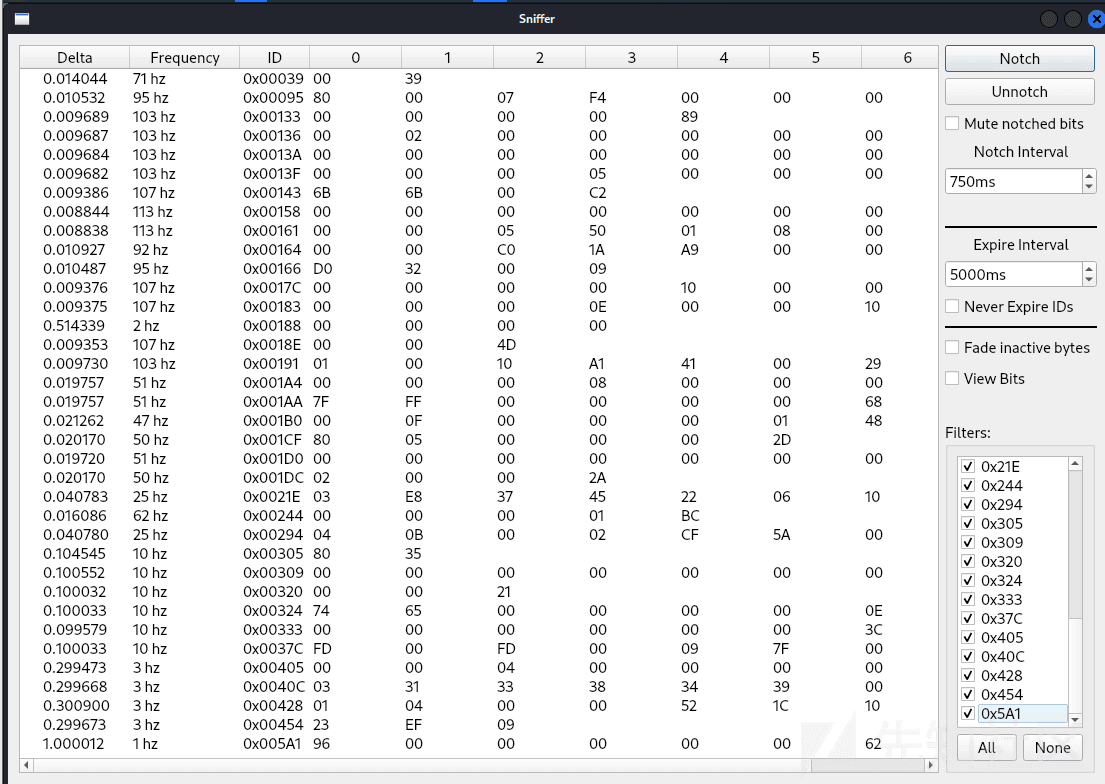 Sniffer
Delta Frequency ID 0 1 2 3 4 5 6
0.014044 71 hz 0x00039 00 39
0.010532 95 hz 0x00095 80 00 07 F4 00 00 00
0.009689 103 hz 0x00133 00 00 00 00 89
0.009687 103 hz 0x00136 00 02 00 00 00 00 00
0.009684 103 hz 0x0013A 00 00 00 00 00 00 00
0.009682 103 hz 0x0013F 00 00 00 05 00 00 00
0.009386 107 hz 0x00143 6B 6B 00 C2
0.008844 113 hz 0x00158 00 00 00 00 00 00 00
0.008838 113 hz 0x00161 00 00 05 50 01 08 00
0.010927 92 hz 0x00164 00 00 C0 1A A9 00 00
0.010487 95 hz 0x00166 D0 32 00 09
0.009376 107 hz 0x0017C 00 00 00 00 10 00 00
0.009375 107 hz 0x00183 00 00 00 0E 00 00 10
0.514339 2 hz 0x00188 00 00 00 00
0.009353 107 hz 0x0018E 00 00 4D
0.009730 103 hz 0x00191 01 00 10 A1 41 00 29
0.019757 51 hz 0x001A4 00 00 00 08 00 00 00
0.019757 51 hz 0x001AA 7F FF 00 00 00 00 68
0.021262 47 hz 0x001B0 00 0F 00 00 00 01 48
0.020170 50 hz 0x001CF 80 05 00 00 00 2D
0.019720 51 hz 0x001D0 00 00 00 00 00 00 00
0.020170 50 hz 0x001DC 02 00 00 2A
0.040783 25 hz 0x0021E 03 E8 37 45 22 06 10
0.016086 62 hz 0x00244 00 00 00 01 BC
0.040780 25 hz 0x00294 04 0B 00 02 CF 5A 00
0.104545 10 hz 0x00305 80 35
0.100552 10 hz 0x00309 00 00 00 00 00 00 00
0.100032 10 hz 0x00320 00 00 21
0.100033 10 hz 0x00324 74 65 00 00 00 00 0E
0.099579 10 hz 0x00333 00 00 00 00 00 00 3C
0.100033 10 hz 0x0037C FD 00 FD 00 09 7F 00
0.299473 3 hz 0x00405 00 00 04 00 00 00 00
0.299668 3 hz 0x0040C 03 31 33 38 34 39 00
0.300900 3 hz 0x00428 01 04 00 00 52 1C 10
0.299673 3 hz 0x00454 23 EF 09
1.000012 1 hz 0x005A1 96 00 00 00 00 00 62
Notch
Unnotch
Mute notched bits
Notch Interval
750ms
Expire Interval
5000ms
Never Expire IDs
Fade inactive bytes
View Bits
Filters:
0x21E
0x244
0x294
0x305
0x309
0x320
0x324
0x333
0x37C
0x405
0x40C
0x428
0x454
0x5A1
All None